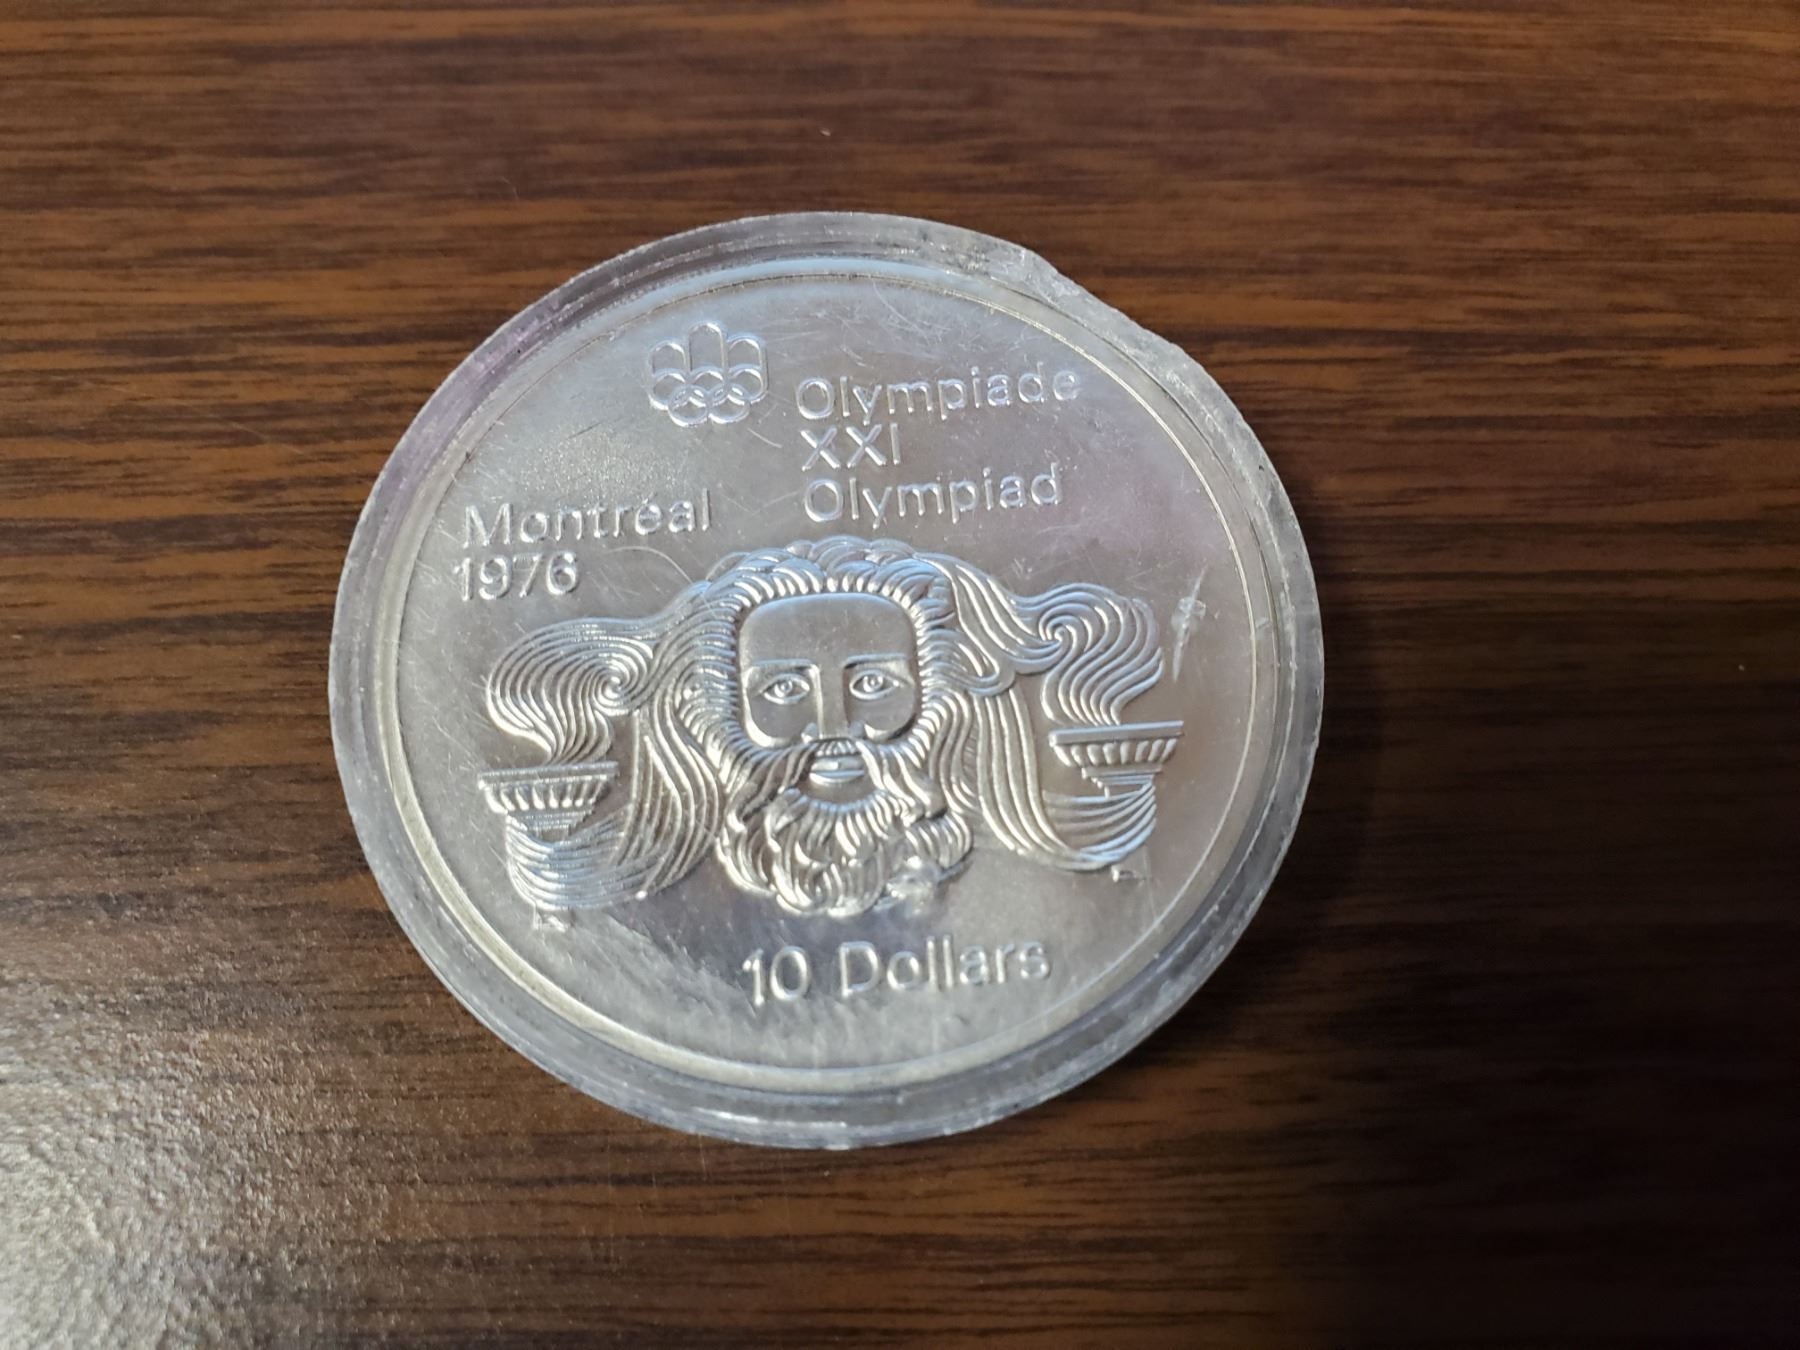 Olympiade
XXI
Olympiad
Montréal
1976
10 Dollars